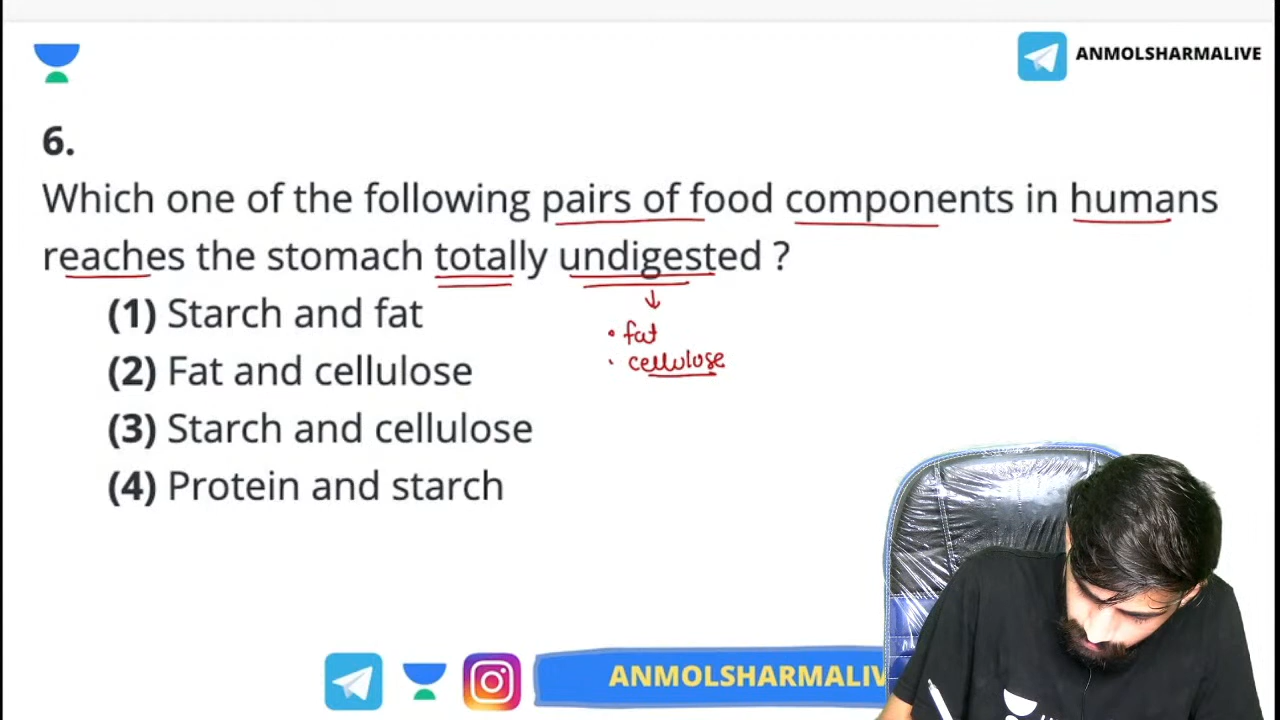 ANMOLSHARMALIVE
6.
Which one of the following pairs of food components in humans
reaches the stomach totally undigested ?
(1) Starch and fat
• fat
(2) Fat and cellulose
• cellulose
(3) Starch and cellulose
(4) Protein and starch
ANMOLSHARMALIV